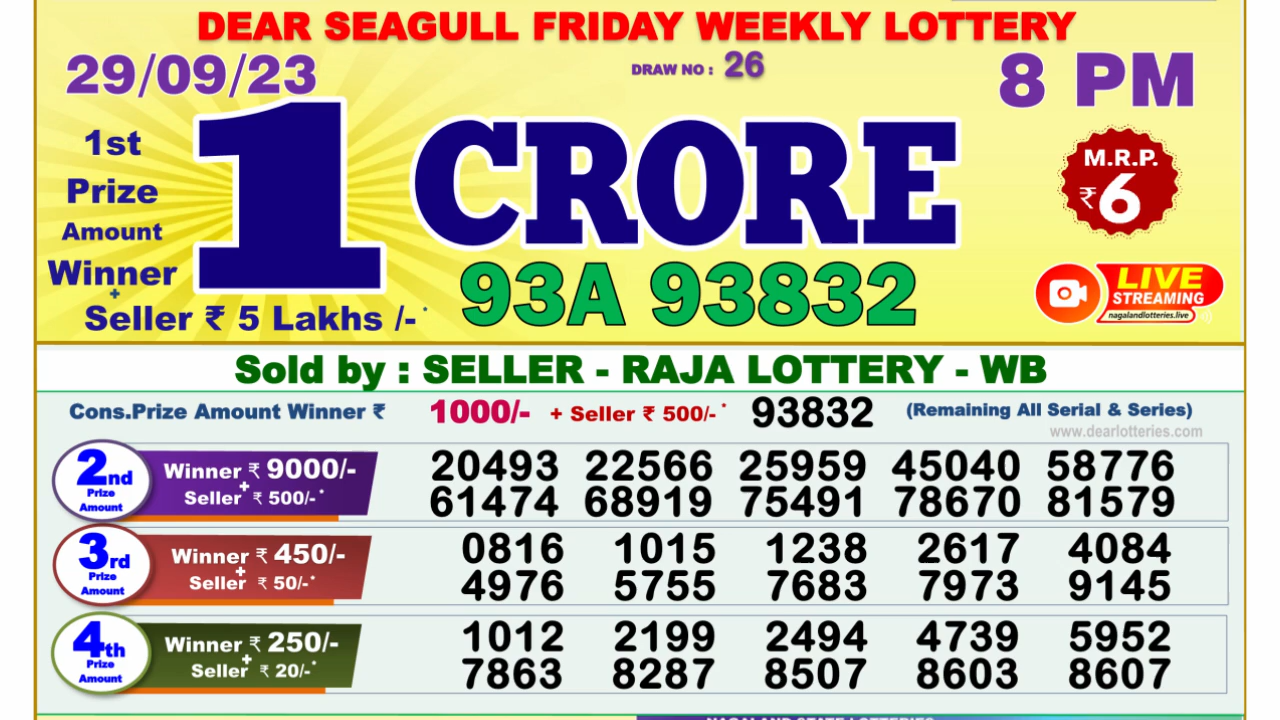 DEAR SEAGULL FRIDAY WEEKLY LOTTERY
29/09/23
DRAW NO : 26
8 PM
1st
Prize
Amount
Winner
+
Seller ₹ 5 Lakhs /-*
1 CRORE
93A 93832
M.R.P.
₹6
LIVE
STREAMING
nagalandlotteries.live
Sold by : SELLER - RAJA LOTTERY - WB
Cons.Prize Amount Winner ₹ 1000/- + Seller ₹ 500/-* 93832 (Remaining All Serial & Series)
www.dearlotteries.com
2nd
Prize
Amount
Winner ₹ 9000/-
+
Seller ₹ 500/-*
20493 22566 25959 45040 58776
61474 68919 75491 78670 81579
3rd
Prize
Amount
Winner ₹ 450/-
+
Seller ₹ 50/-*
0816 1015 1238 2617 4084
4976 5755 7683 7973 9145
4th
Prize
Amount
Winner ₹ 250/-
+
Seller ₹ 20/-*
1012 2199 2494 4739 5952
7863 8287 8507 8603 8607
NAGALAND STATE LOTTERIES